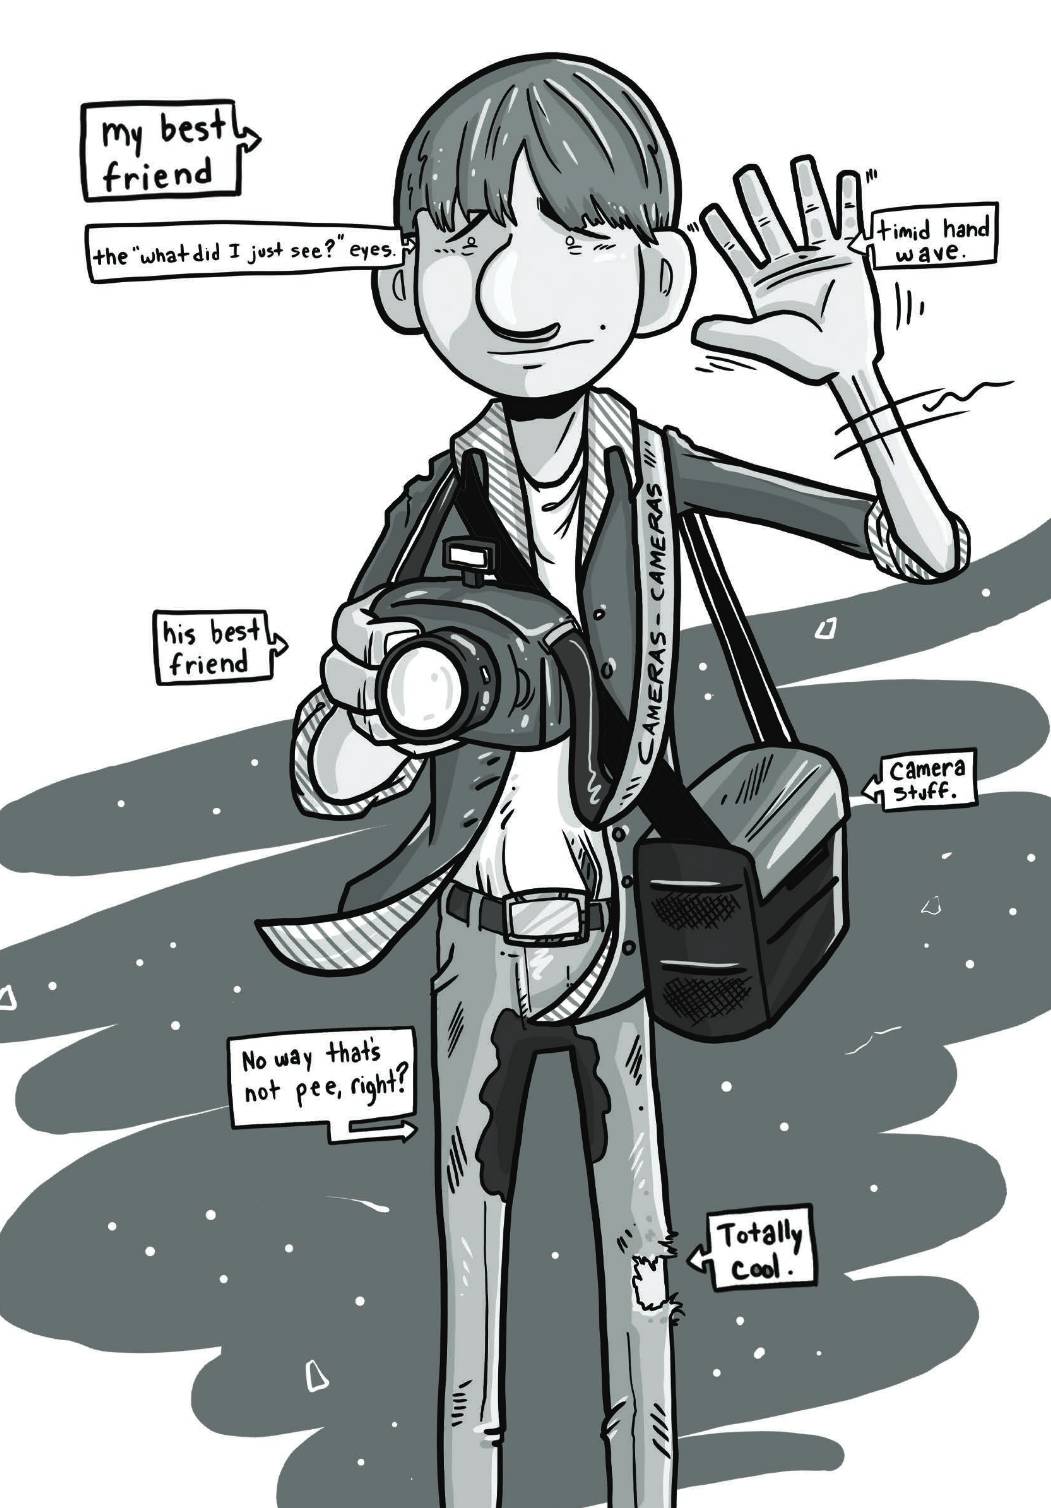 my best
friend
the "what did I just see?" eyes.
timid hand
wave.
CAMERAS - CAMERAS
his best
friend
Camera
stuff.
No way that's
not pee, right?
Totally
cool.